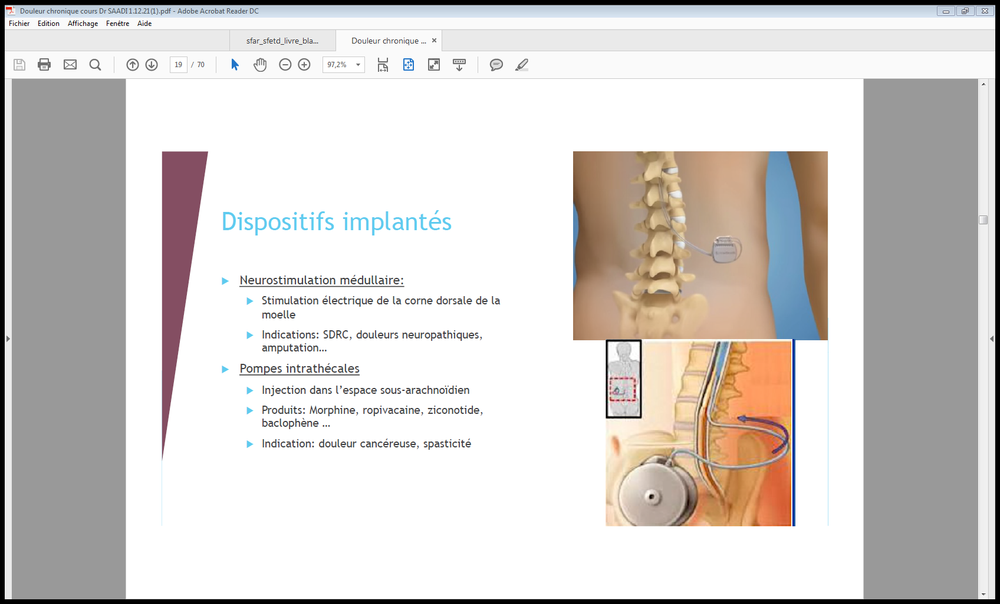 Douleur chronique cours Dr SAADI 1.12.21(1).pdf - Adobe Acrobat Reader DC
Fichier Edition Affichage Fenêtre Aide
sfar_sfetd_livre_bla... Douleur chronique ... ×
19 / 70 97,2%
Dispositifs implantés
Neurostimulation médullaire:
Stimulation électrique de la corne dorsale de la
moelle
Indications: SDRC, douleurs neuropathiques,
amputation…
Pompes intrathécales
Injection dans l’espace sous-arachnoïdien
Produits: Morphine, ropivacaine, ziconotide,
baclophène …
Indication: douleur cancéreuse, spasticité